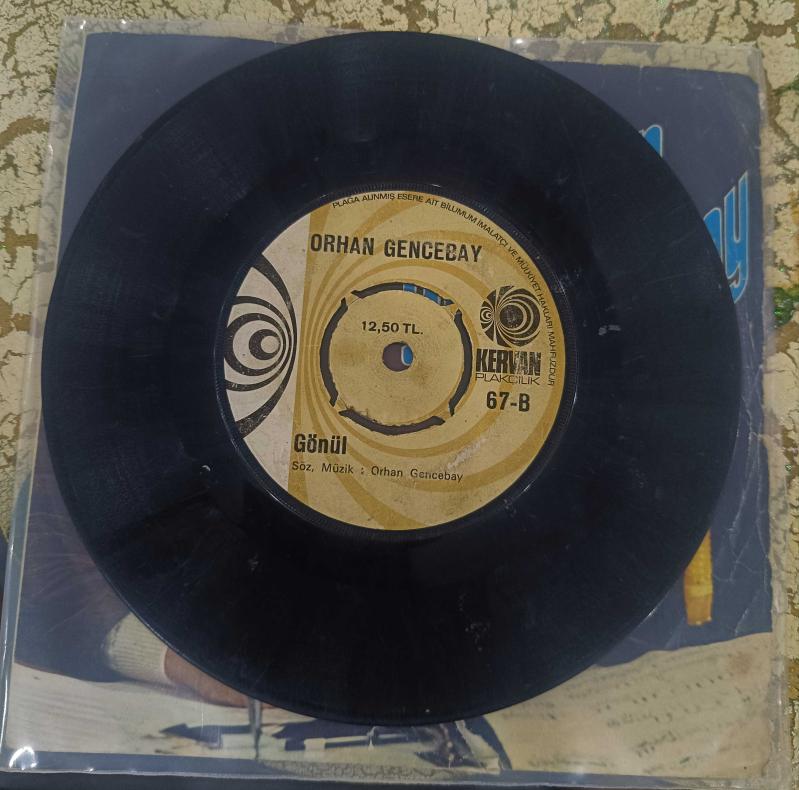 PLAĞA ALINMIŞ ESERE AİT BİLUMUM İMALATÇI VE MÜLKİYET HAKLARI MAHFUZDUR
ORHAN GENCEBAY
12,50 TL.
KERVAN
PLAKCILIK
67-B
Gönül
Söz, Müzik : Orhan Gencebay